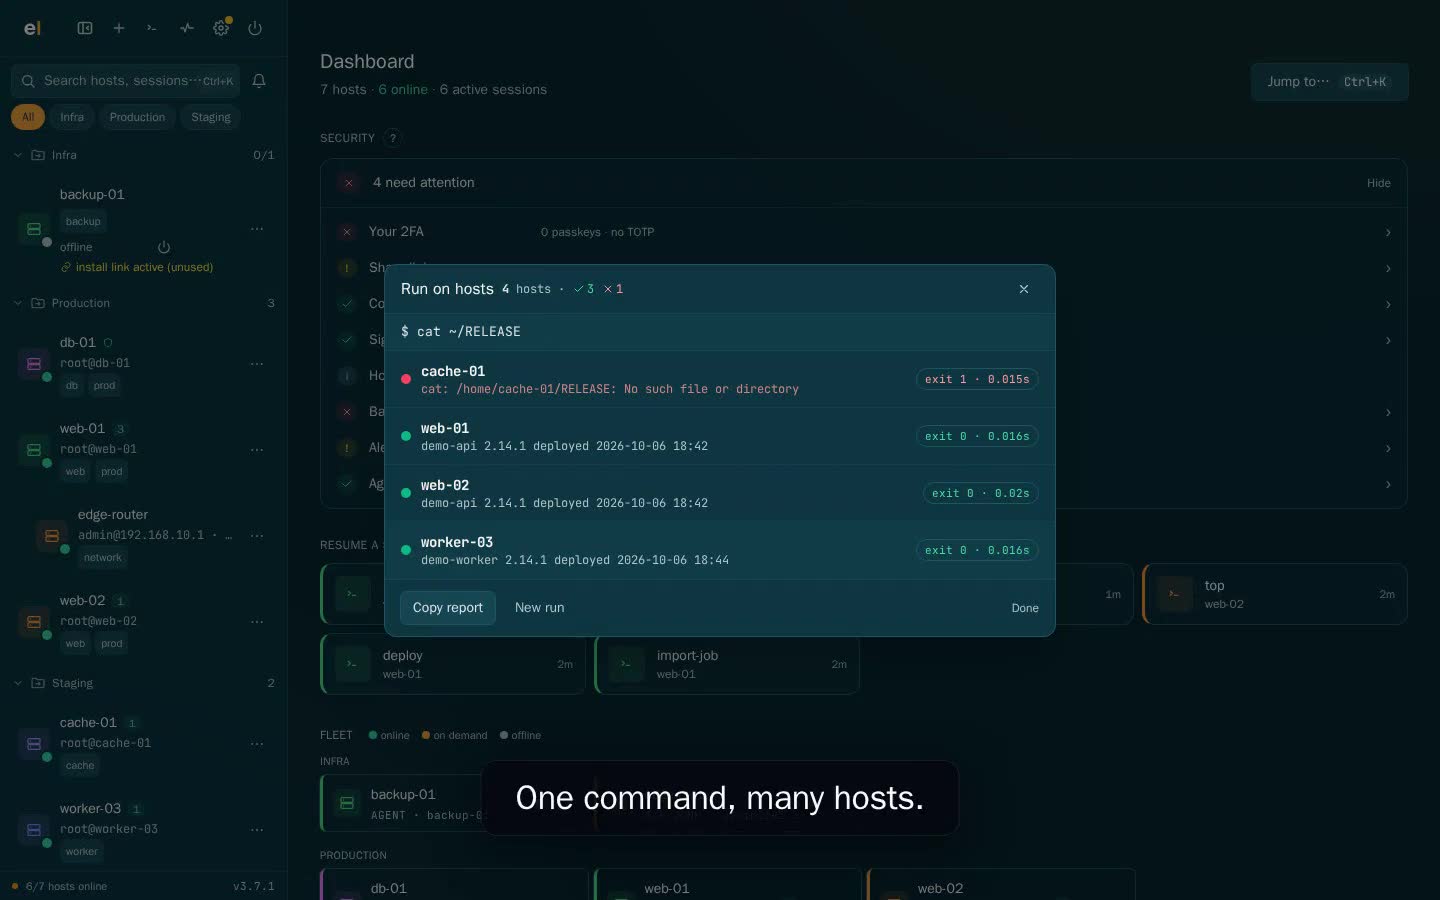 el
Search hosts, sessions··· Ctrl+K
All Infra Production Staging
Infra 0/1
backup-01
backup
offline
install link active (unused)
Production 3
db-01
root@db-01
db prod
web-01 3
root@web-01
web prod
edge-router
admin@192.168.10.1 · …
network
web-02 1
root@web-02
web prod
Staging 2
cache-01 1
root@cache-01
cache
worker-03 1
root@worker-03
worker
6/7 hosts online v3.7.1
Dashboard
7 hosts · 6 online · 6 active sessions
Jump to··· Ctrl+K
SECURITY ?
4 need attention Hide
Your 2FA 0 passkeys · no TOTP
Run on hosts 4 hosts · 3 1
$ cat ~/RELEASE
cache-01
cat: /home/cache-01/RELEASE: No such file or directory
exit 1 · 0.015s
web-01
demo-api 2.14.1 deployed 2026-10-06 18:42
exit 0 · 0.016s
web-02
demo-api 2.14.1 deployed 2026-10-06 18:42
exit 0 · 0.02s
worker-03
demo-worker 2.14.1 deployed 2026-10-06 18:44
exit 0 · 0.016s
Copy report New run Done
RESUME A
1m
top
web-02
2m
deploy
web-01
2m
import-job
web-01
2m
FLEET online on demand offline
INFRA
backup-01
AGENT · backup-0
One command, many hosts.
PRODUCTION
db-01
web-01
web-02